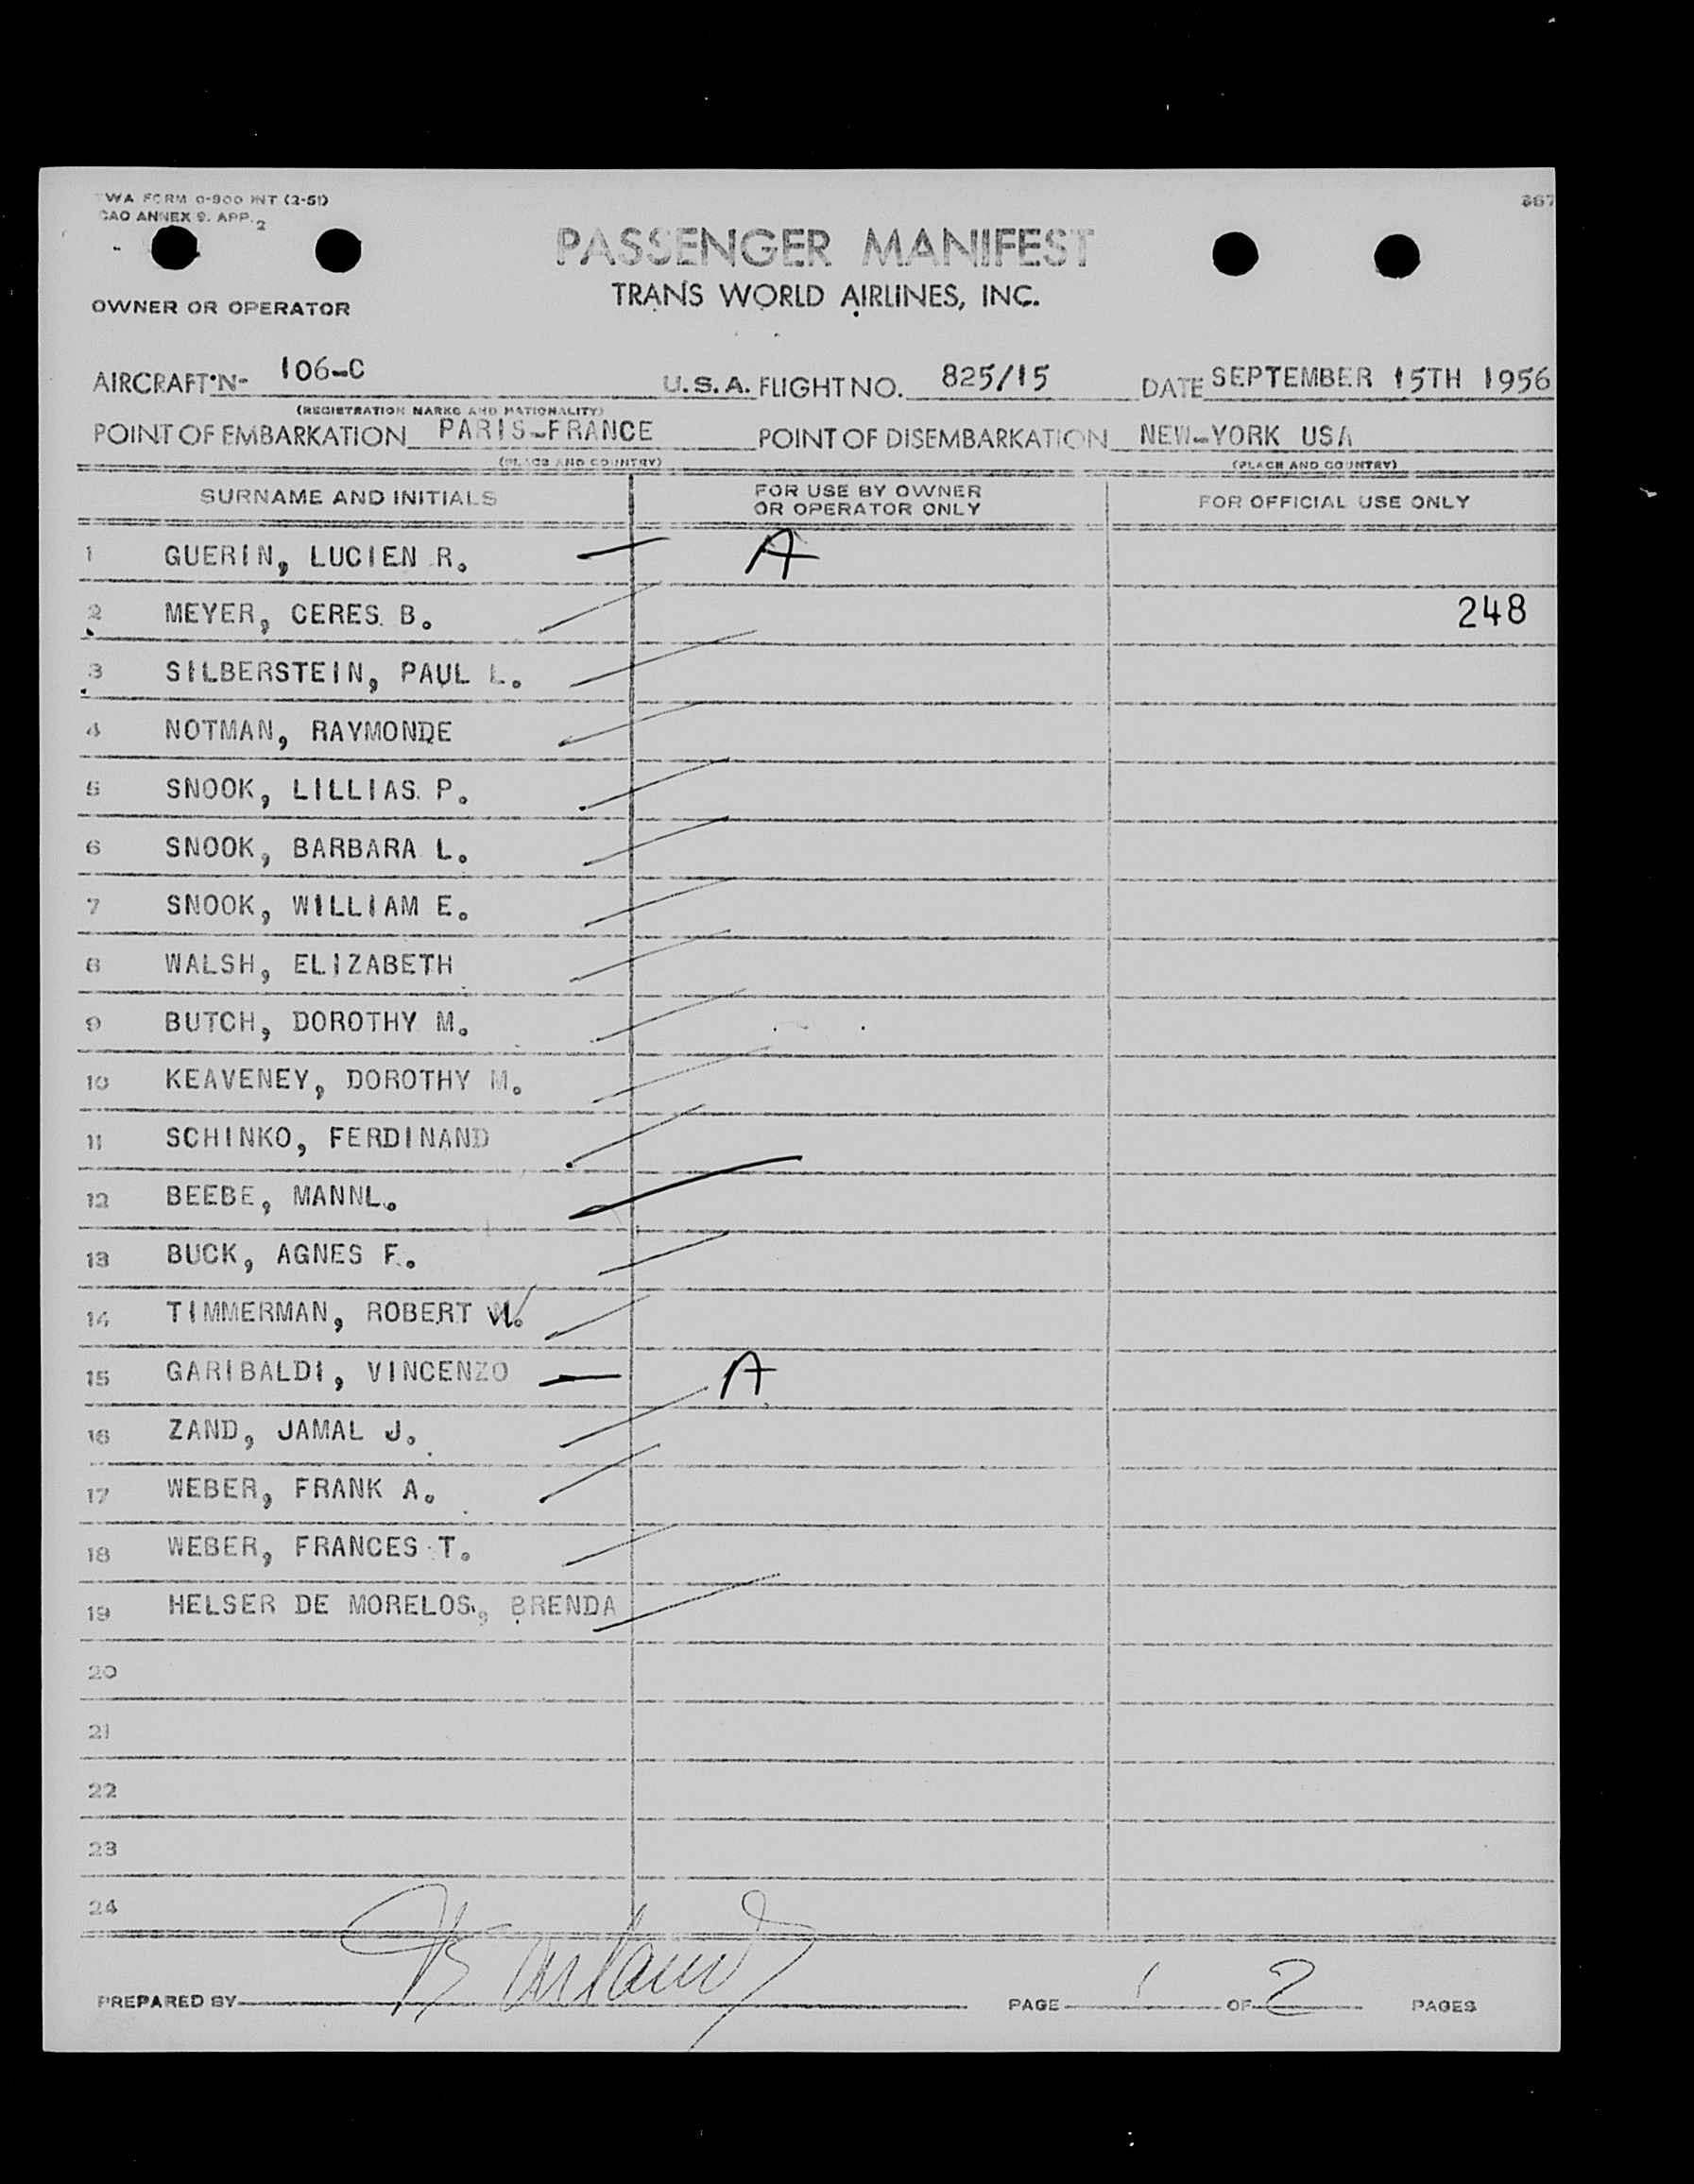 TWA FORM 0-900 INT (2-51)
ICAO ANNEX 9. APP. 2
PASSENGER MANIFEST
TRANS WORLD AIRLINES, INC.
OWNER OR OPERATOR
AIRCRAFT N- 106-C U.S.A. FLIGHT NO. 825/15 DATE SEPTEMBER 15TH 1956
(REGISTRATION MARKS AND NATIONALITY)
POINT OF EMBARKATION PARIS-FRANCE POINT OF DISEMBARKATION NEW-YORK USA
(PLACE AND COUNTRY) (PLACE AND COUNTRY)
SURNAME AND INITIALS FOR USE BY OWNER OR OPERATOR ONLY FOR OFFICIAL USE ONLY
1 GUERIN, LUCIEN R. A
2 MEYER, CERES B. 248
3 SILBERSTEIN, PAUL L.
4 NOTMAN, RAYMONDE
5 SNOOK, LILLIAS P.
6 SNOOK, BARBARA L.
7 SNOOK, WILLIAM E.
8 WALSH, ELIZABETH
9 BUTCH, DOROTHY M.
10 KEAVENEY, DOROTHY M.
11 SCHINKO, FERDINAND
12 BEEBE, MANNL.
13 BUCK, AGNES F.
14 TIMMERMAN, ROBERT W.
15 GARIBALDI, VINCENZO A
16 ZAND, JAMAL J.
17 WEBER, FRANK A.
18 WEBER, FRANCES T.
19 HELSER DE MORELOS., BRENDA
20
21
22
23
24
PREPARED BY PAGE 1 OF 2 PAGES